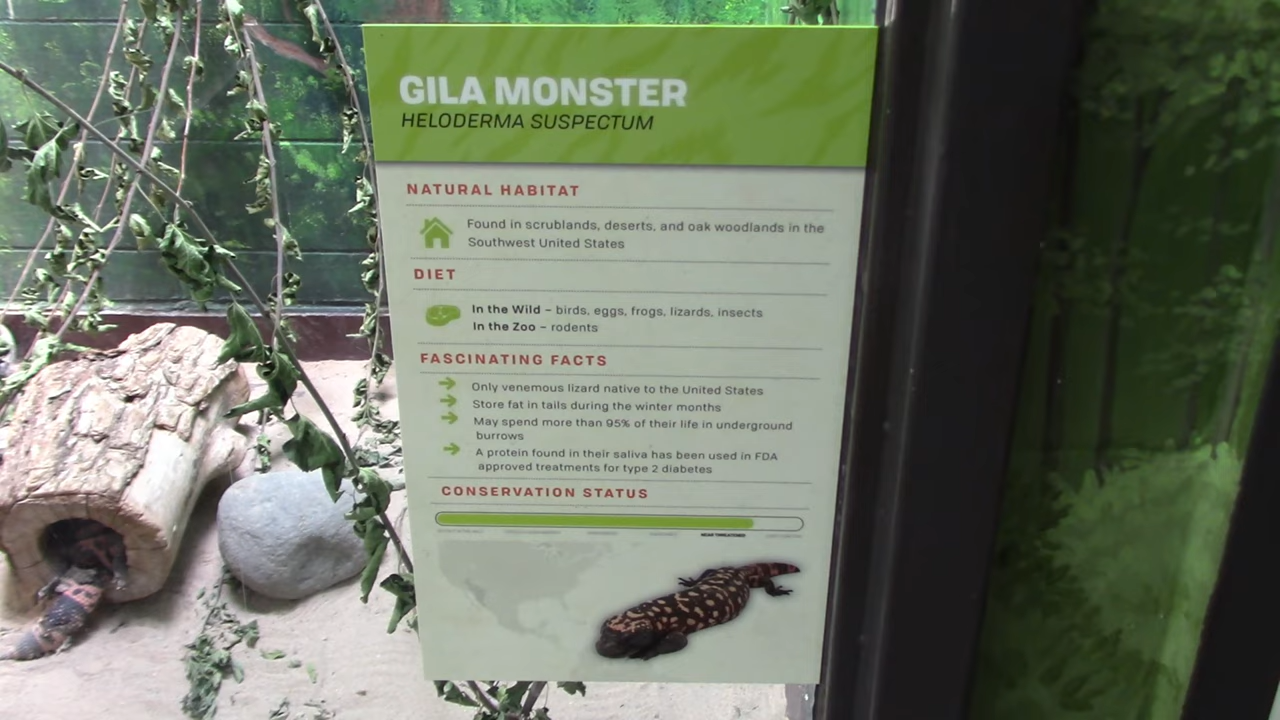 GILA MONSTER
HELODERMA SUSPECTUM
NATURAL HABITAT
Found in scrublands, deserts, and oak woodlands in the
Southwest United States
DIET
In the Wild – birds, eggs, frogs, lizards, insects
In the Zoo – rodents
FASCINATING FACTS
Only venemous lizard native to the United States
Store fat in tails during the winter months
May spend more than 95% of their life in underground
burrows
A protein found in their saliva has been used in FDA
approved treatments for type 2 diabetes
CONSERVATION STATUS
NEAR THREATENED